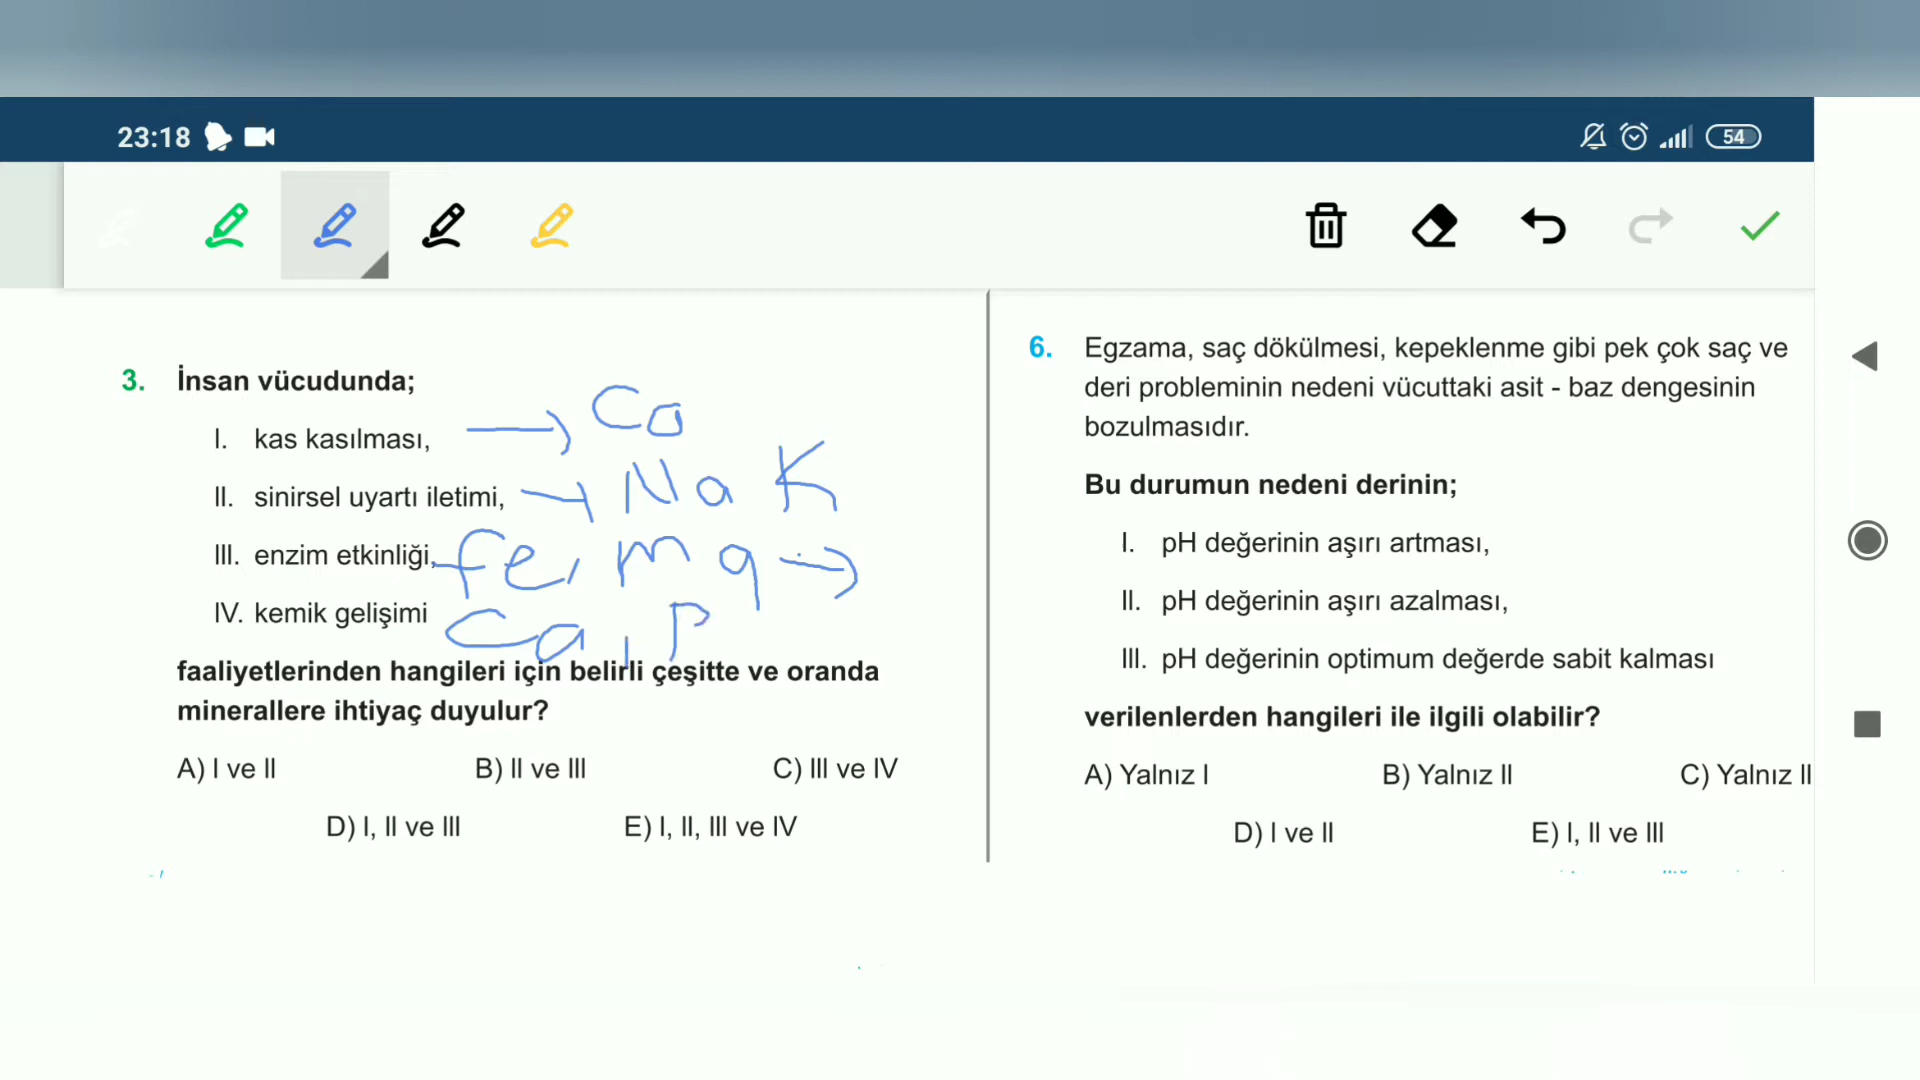 23:18
54
3. İnsan vücudunda;
I. kas kasılması, → Ca
II. sinirsel uyartı iletimi, → Na K
III. enzim etkinliği, Fe, mg →
IV. kemik gelişimi Ca, P
faaliyetlerinden hangileri için belirli çeşitte ve oranda
minerallere ihtiyaç duyulur?
A) I ve II B) II ve III C) III ve IV
D) I, II ve III E) I, II, III ve IV
6. Egzama, saç dökülmesi, kepeklenme gibi pek çok saç ve
deri probleminin nedeni vücuttaki asit - baz dengesinin
bozulmasıdır.
Bu durumun nedeni derinin;
I. pH değerinin aşırı artması,
II. pH değerinin aşırı azalması,
III. pH değerinin optimum değerde sabit kalması
verilenlerden hangileri ile ilgili olabilir?
A) Yalnız I B) Yalnız II C) Yalnız II
D) I ve II E) I, II ve III